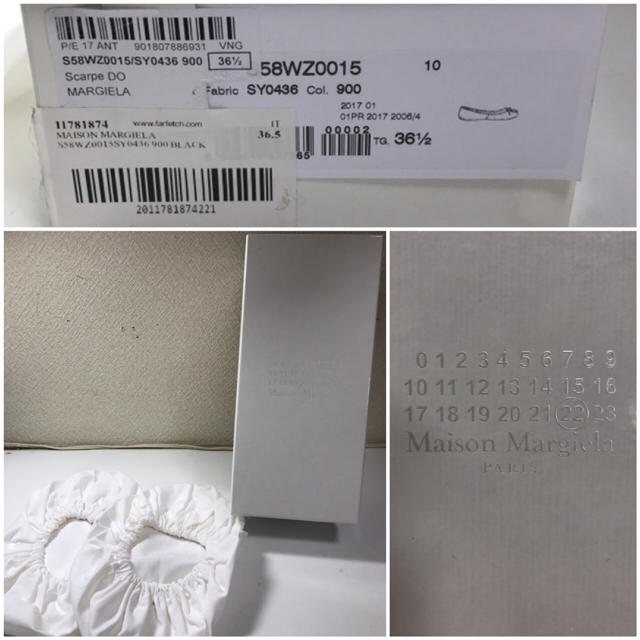 P/E 17 ANT 901807886931 VNG
S58WZ0015/SY0436 900 36½
Scarpe DO
MARGIELA
S58WZ0015 10
Fabric SY0436 Col. 900
2017 01
01PR 2017 2006/4
00002
65
TG. 36½
11781874 www.farfetch.com IT
MAISON MARGIELA 36.5
S58WZ0015SY0436 900 BLACK
2011781874221
0 1 2 3 4 5 6 7 8 9
10 11 12 13 14 15 16
17 18 19 20 21 22 23
Maison Margiela
PARIS